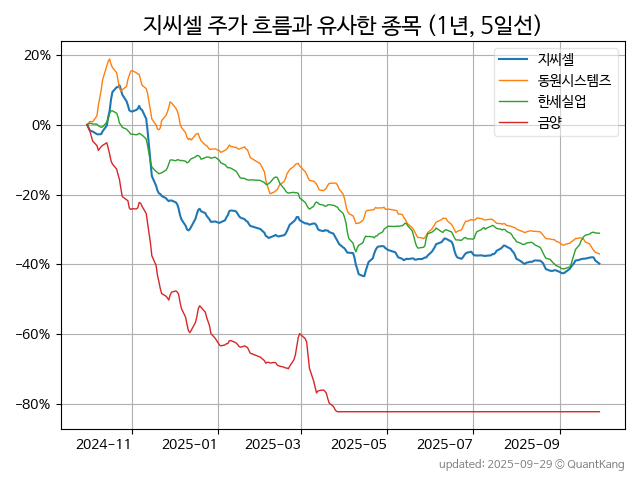 지씨셀 주가 흐름과 유사한 종목 (1년, 5일선)
지씨셀
동원시스템즈
한세실업
금양
20%
0%
−20%
−40%
−60%
−80%
2024-11 2025-01 2025-03 2025-05 2025-07 2025-09
updated: 2025-09-29 © QuantKang